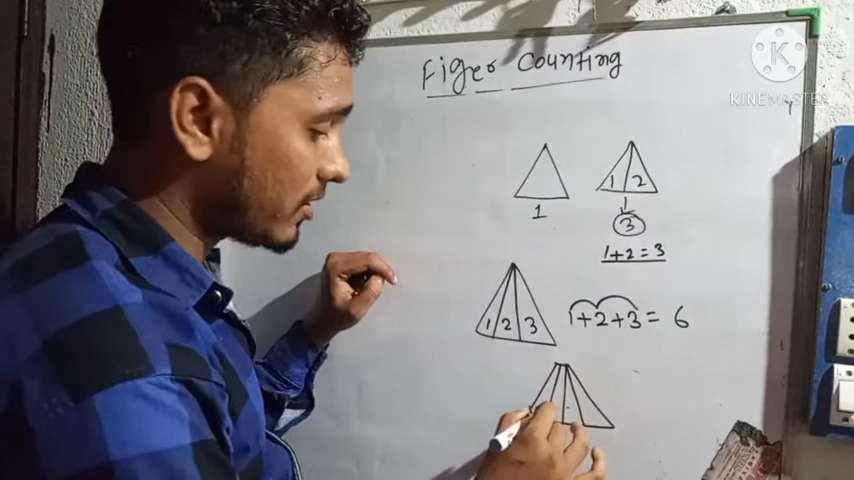 Figer Counting
KINEMASTER
1 2
1
3
1+2=3
1 2 3 1+2+3= 6